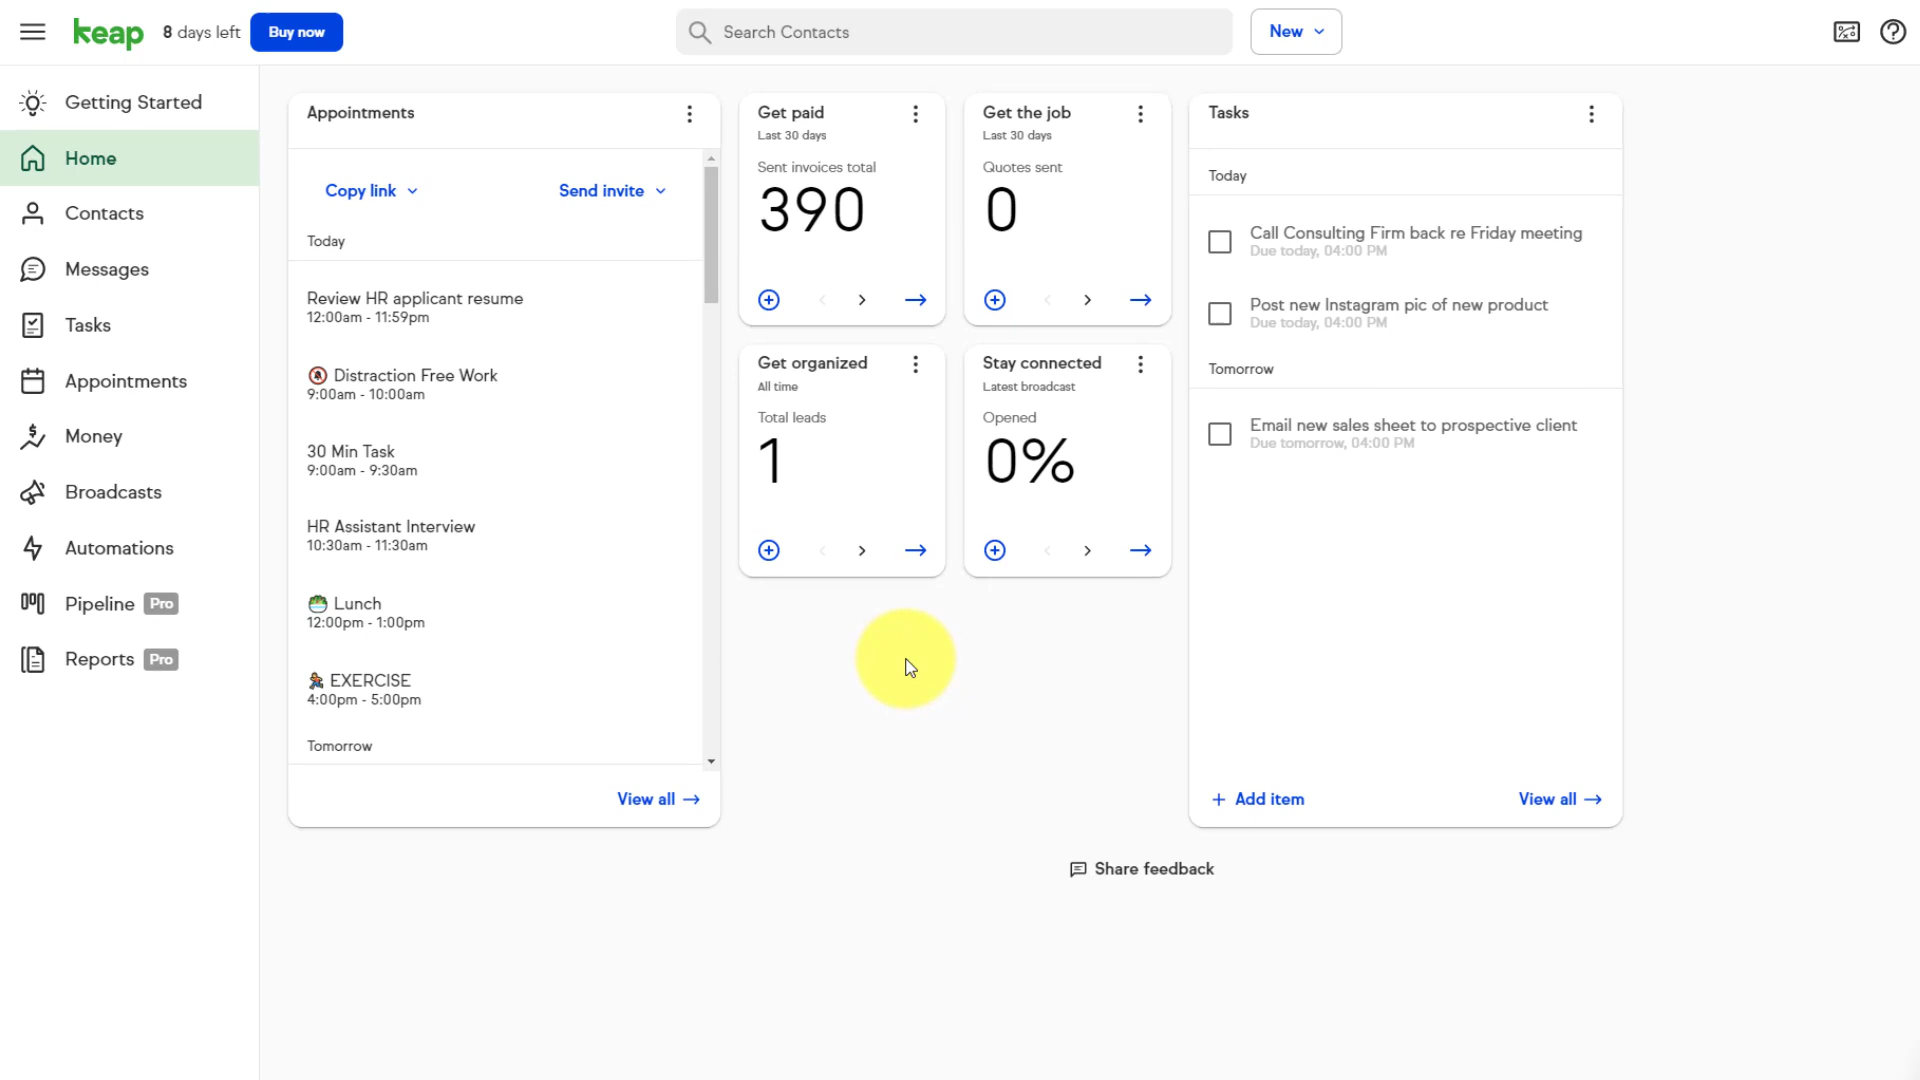 keap
8 days left
Buy now
Search Contacts
New
Getting Started
Home
Contacts
Messages
Tasks
Appointments
Money
Broadcasts
Automations
Pipeline Pro
Reports Pro
Appointments
Copy link
Send invite
Today
Review HR applicant resume
12:00am - 11:59pm
Distraction Free Work
9:00am - 10:00am
30 Min Task
9:00am - 9:30am
HR Assistant Interview
10:30am - 11:30am
Lunch
12:00pm - 1:00pm
EXERCISE
4:00pm - 5:00pm
Tomorrow
View all
Get paid
Last 30 days
Sent invoices total
390
Get the job
Last 30 days
Quotes sent
0
Get organized
All time
Total leads
1
Stay connected
Latest broadcast
Opened
0%
Tasks
Today
Call Consulting Firm back re Friday meeting
Due today, 04:00 PM
Post new Instagram pic of new product
Due today, 04:00 PM
Tomorrow
Email new sales sheet to prospective client
Due tomorrow, 04:00 PM
+ Add item
View all
Share feedback